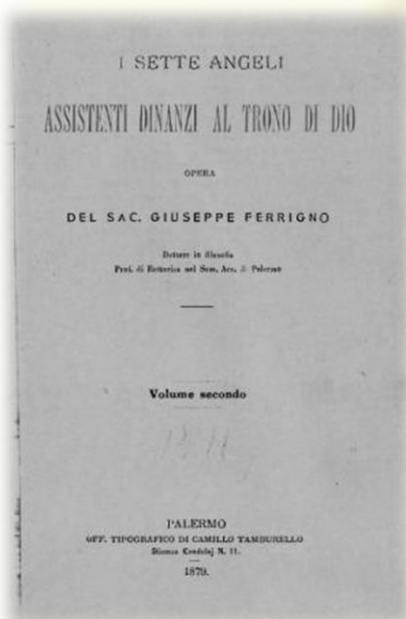 I SETTE ANGELI
ASSISTENTI DINANZI AL TRONO DI DIO
OPERA
DEL SAC. GIUSEPPE FERRIGNO
Dottore in filosofia
Prof. di Rettorica nel Sem. Arc. di Palermo
Volume secondo
PALERMO
OFF. TIPOGRAFICO DI CAMILLO TAMBURELLO
N. 11.
1879.